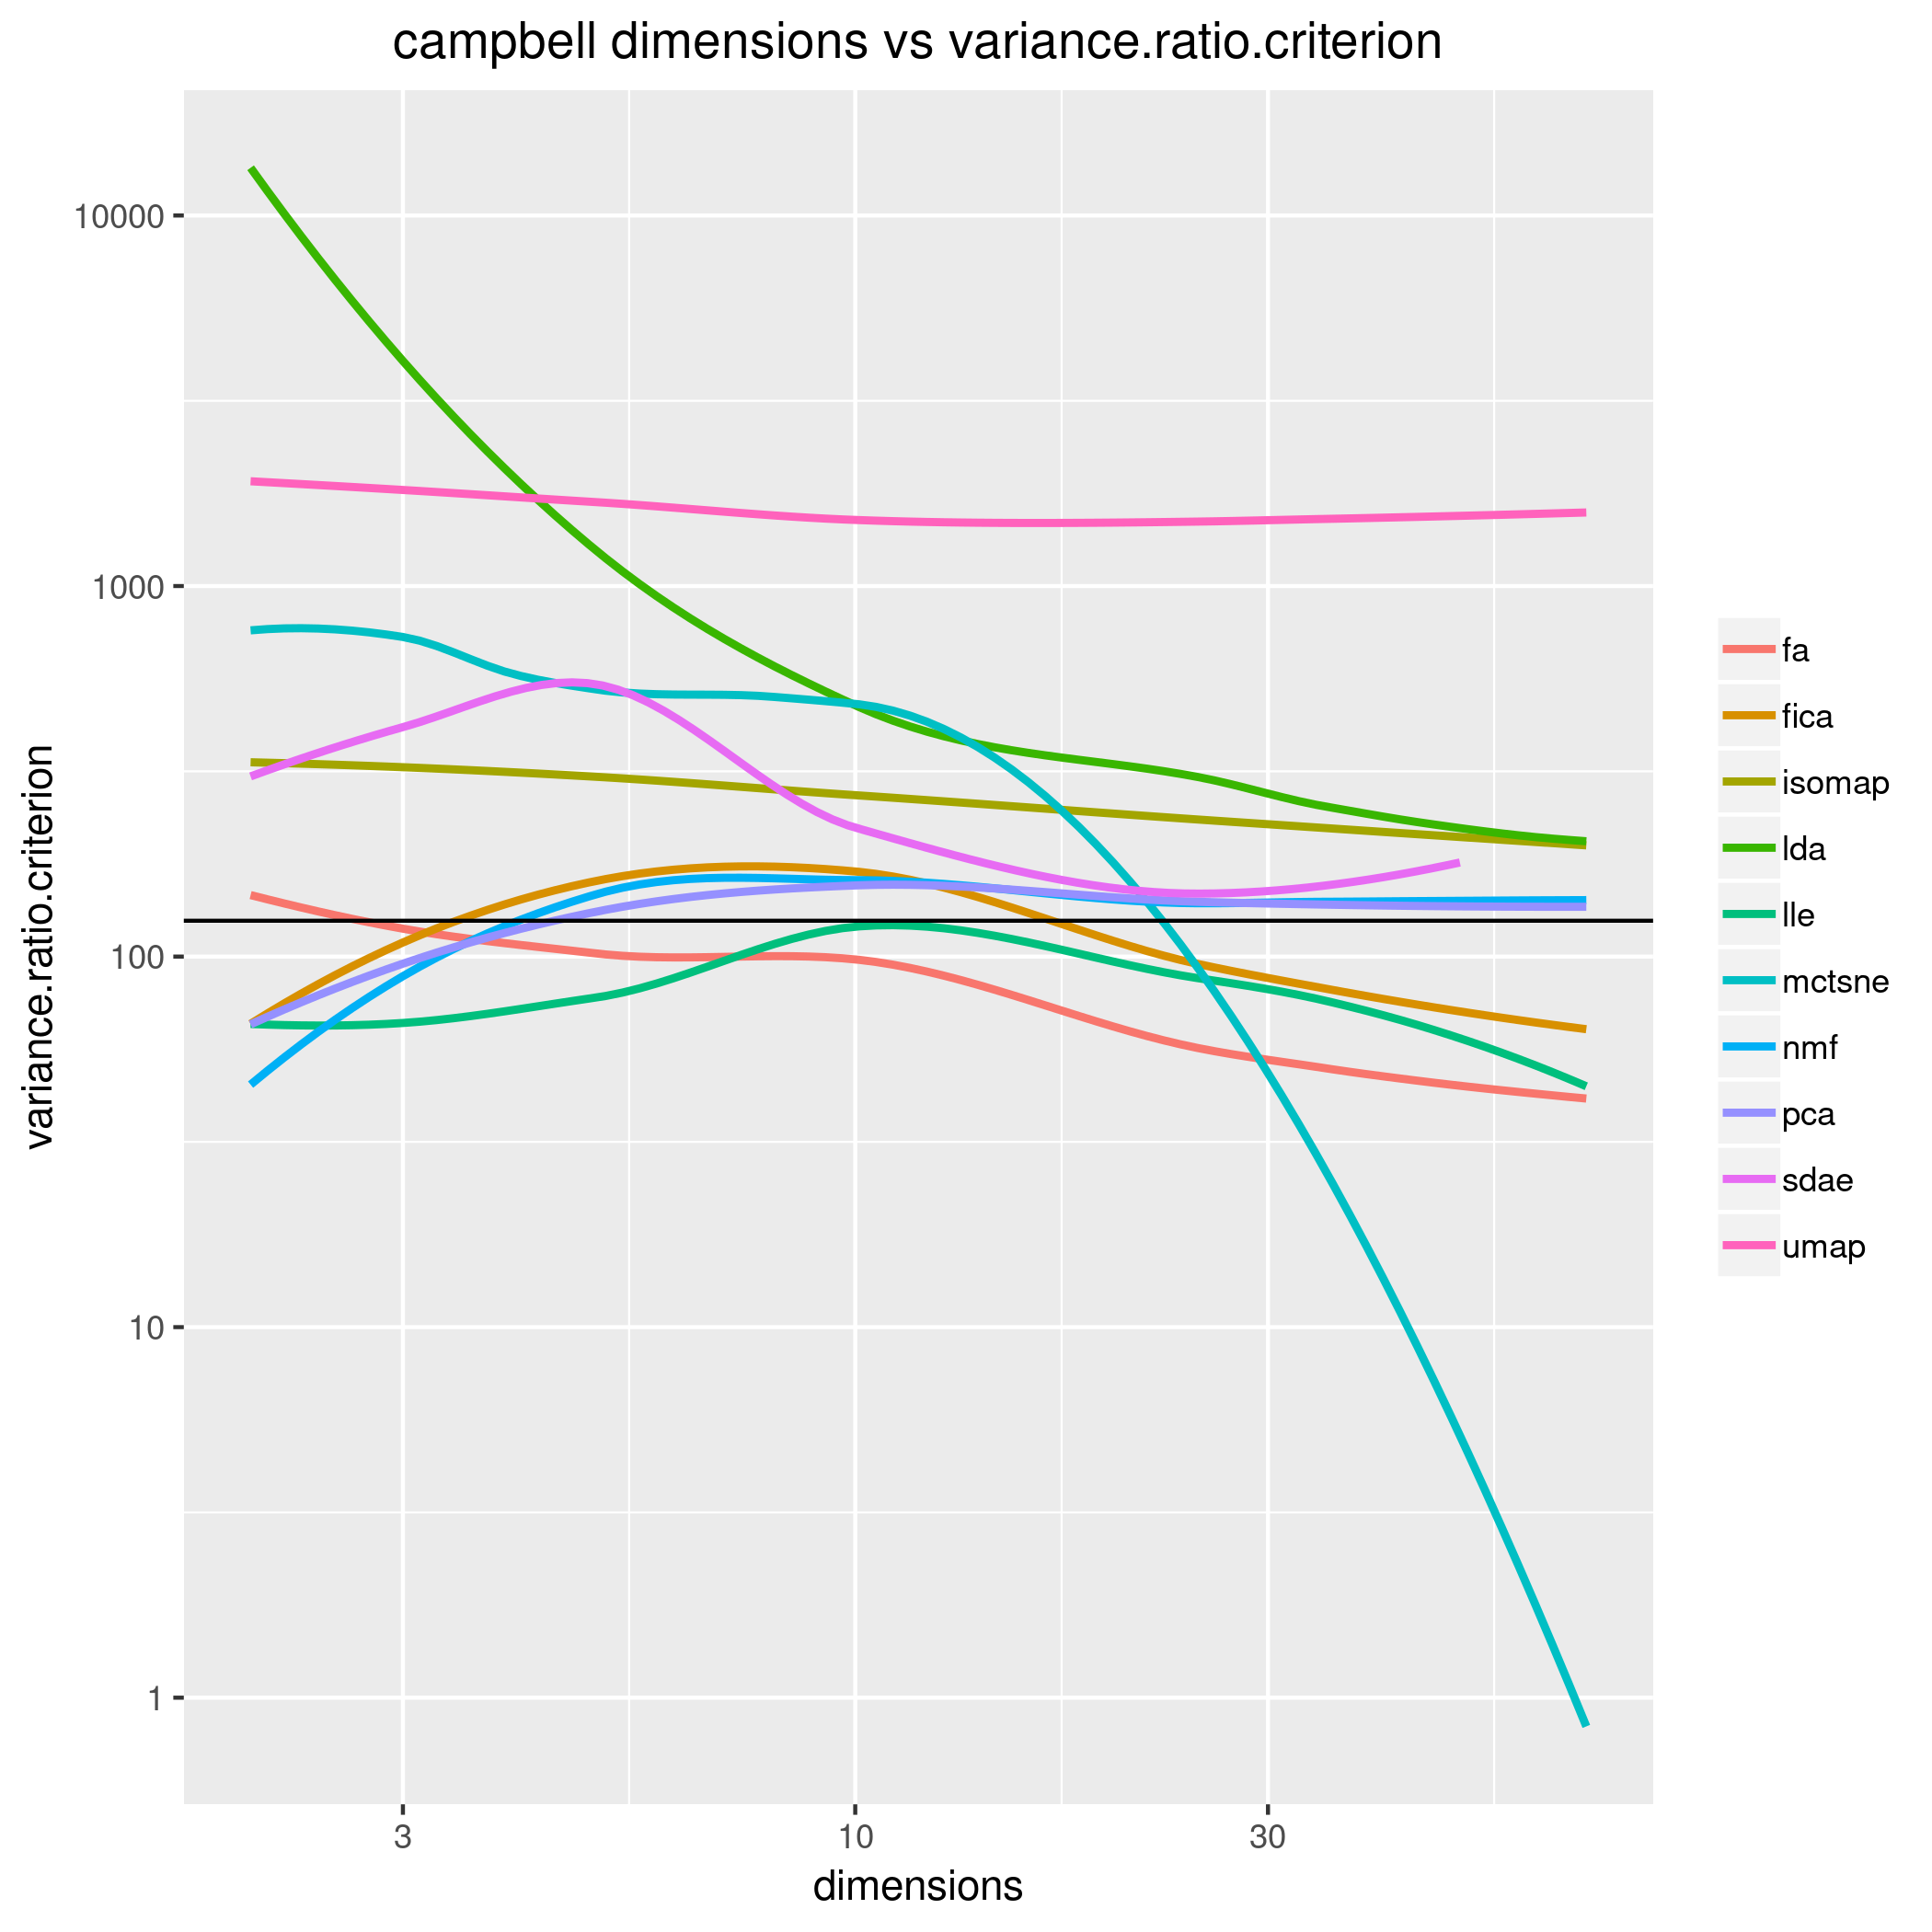 campbell dimensions vs variance.ratio.criterion
variance.ratio.criterion
10000
1000
100
10
1
3 10 30
dimensions
fa
fica
isomap
lda
lle
mctsne
nmf
pca
sdae
umap